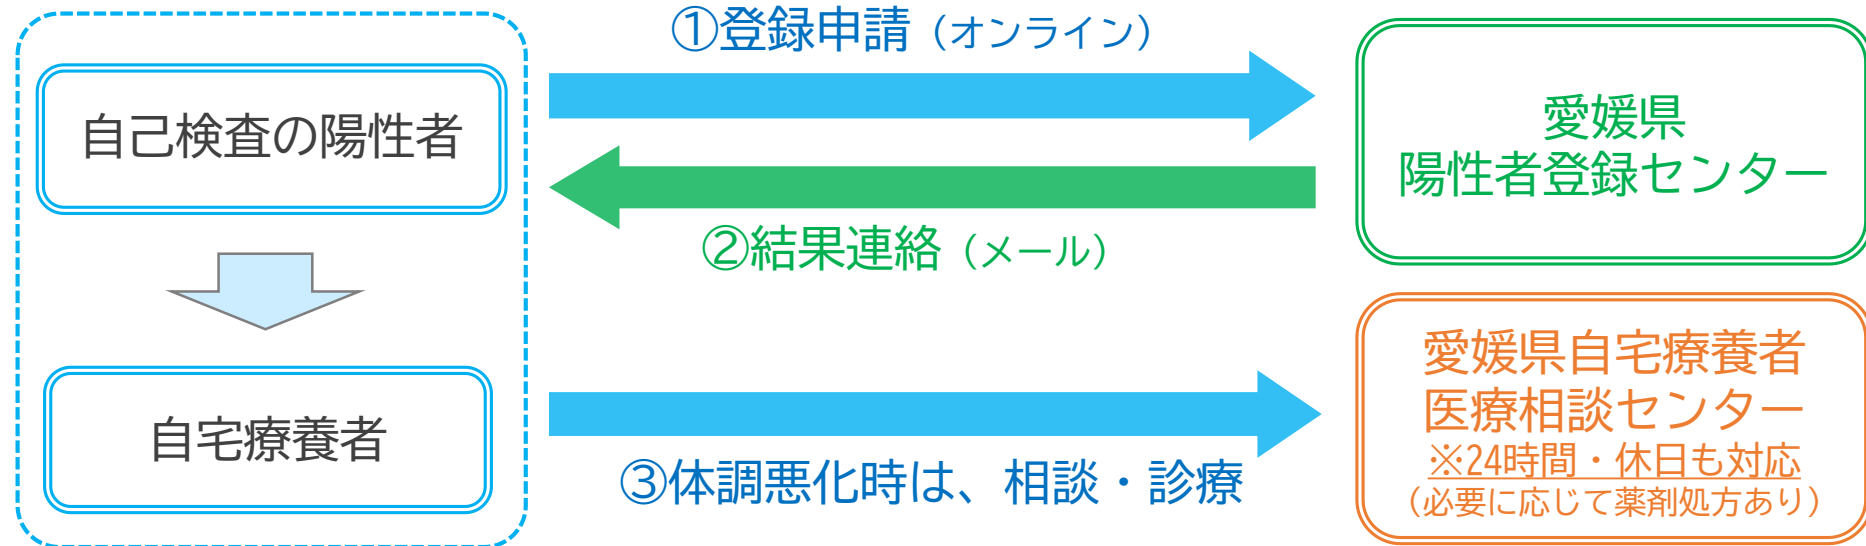 ①登録申請（オンライン）
自己検査の陽性者
愛媛県
陽性者登録センター
②結果連絡（メール）
自宅療養者
③体調悪化時は、相談・診療
愛媛県自宅療養者
医療相談センター
※24時間・休日も対応
（必要に応じて薬剤処方あり）